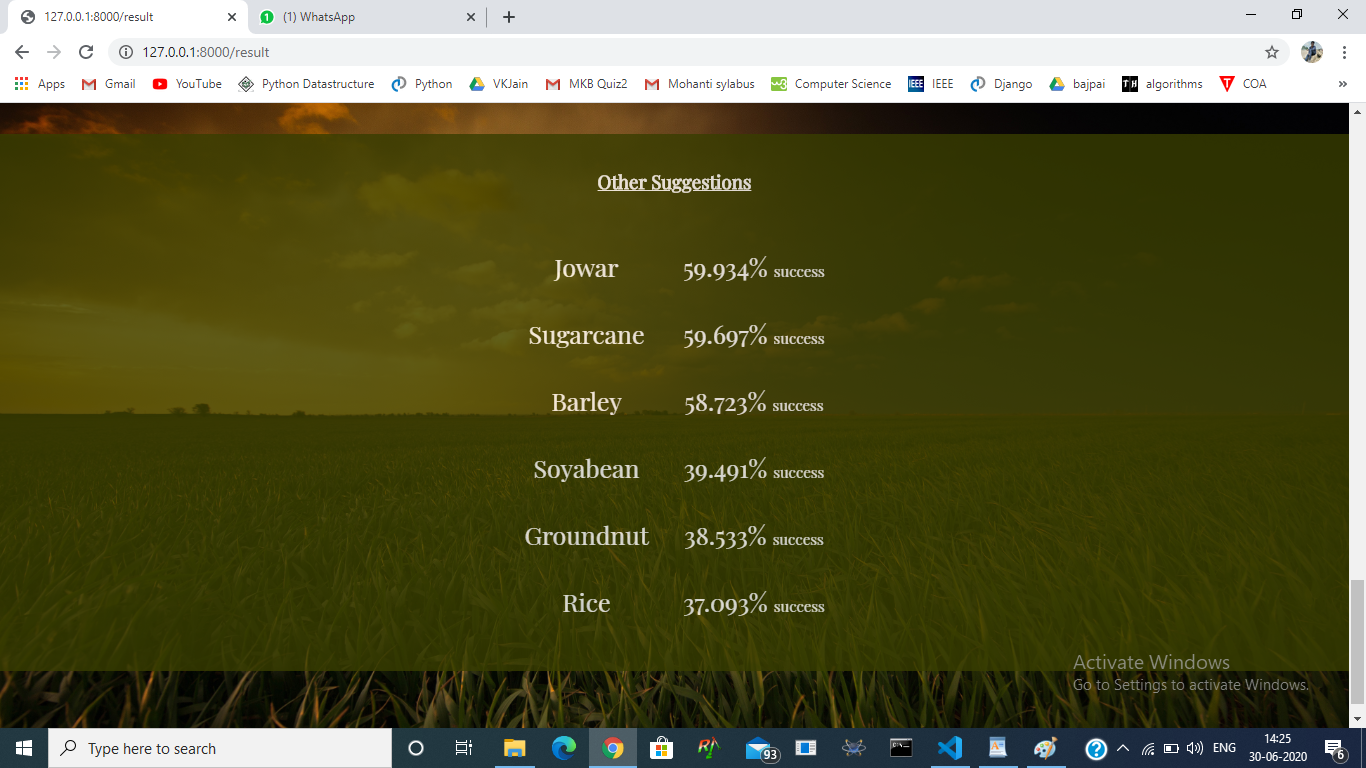 127.0.0.1:8000/result
(1) WhatsApp
127.0.0.1:8000/result
Apps Gmail YouTube Python Datastructure Python VKJain MKB Quiz2 Mohanti sylabus Computer Science IEEE IEEE Django bajpai TH algorithms COA »
Other Suggestions
Jowar 59.934% success
Sugarcane 59.697% success
Barley 58.723% success
Soyabean 39.491% success
Groundnut 38.533% success
Rice 37.093% success
Activate Windows
Go to Settings to activate Windows.
Type here to search
93
ENG
14:25
30-06-2020
6